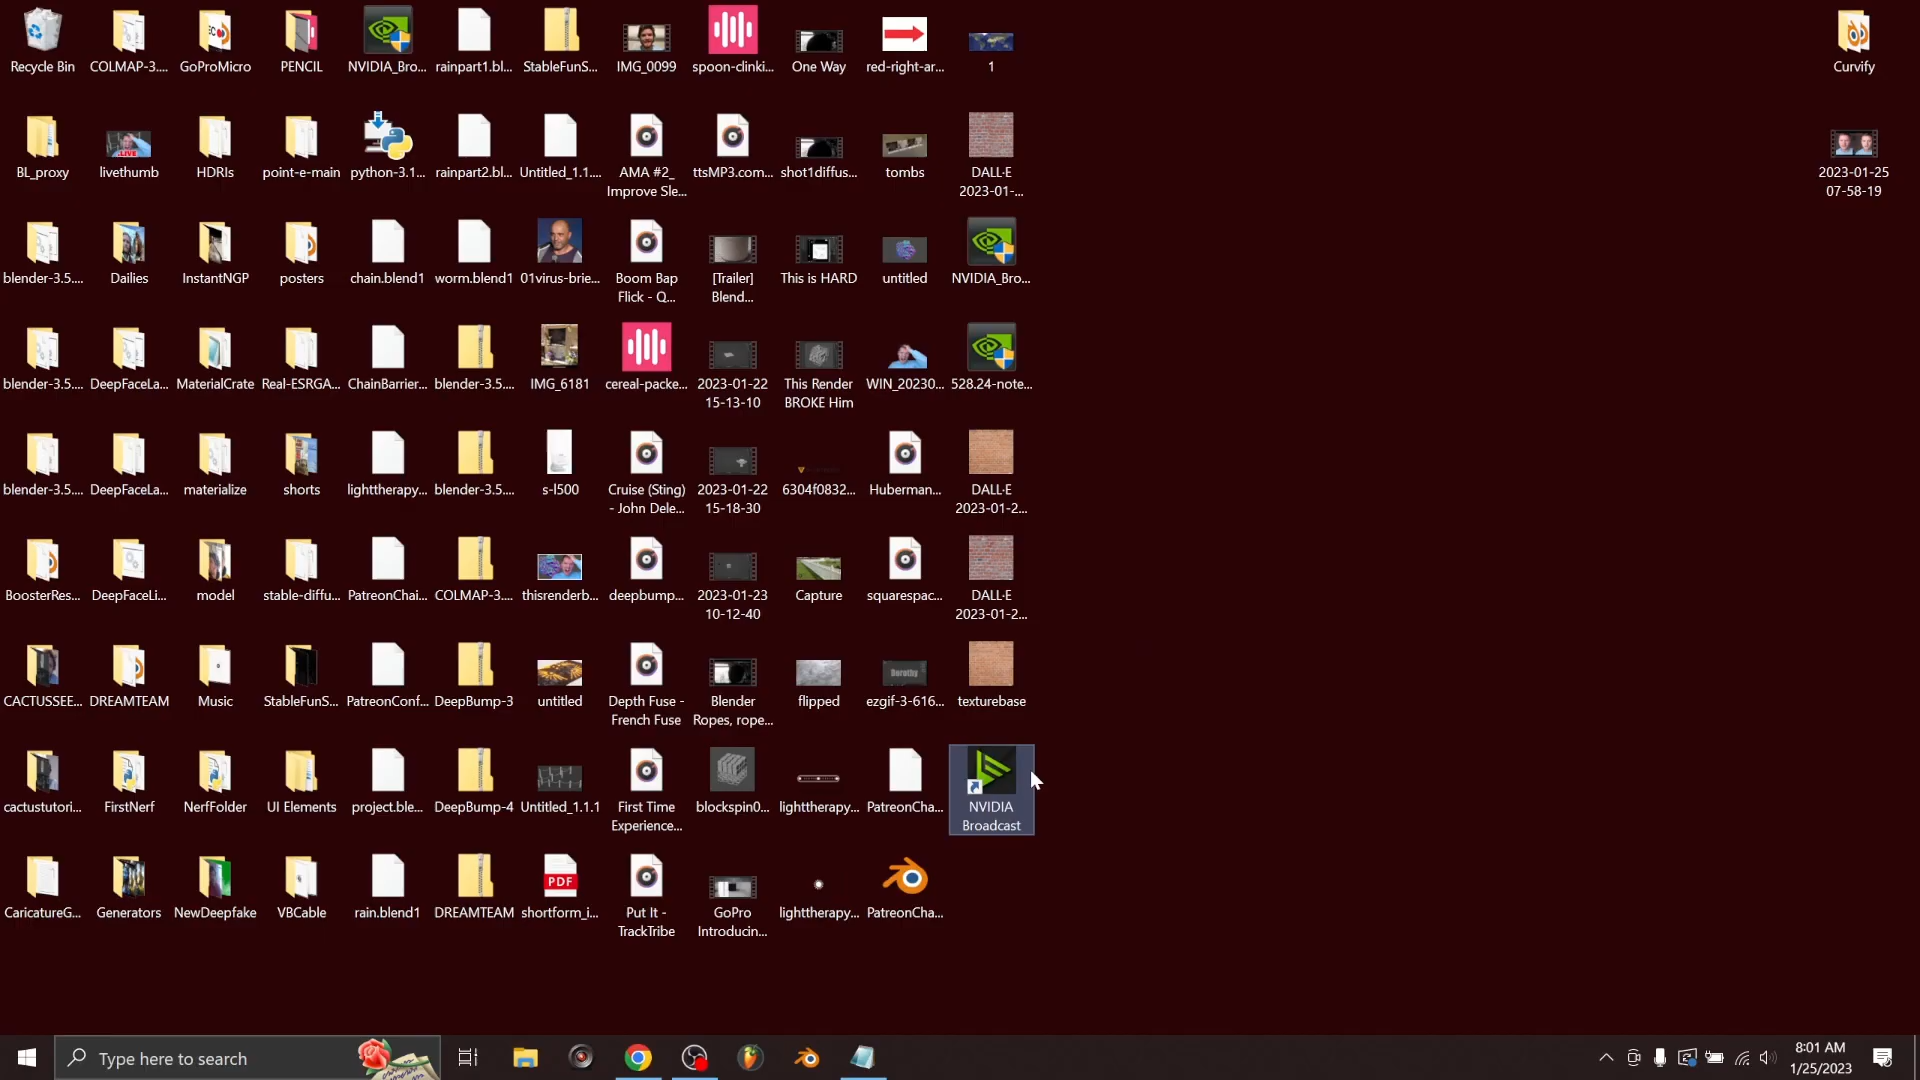 Recycle Bin
COLMAP-3....
GoProMicro
PENCIL
NVIDIA_Bro...
rainpart1.bl...
StableFunS...
IMG_0099
spoon-clinki...
One Way
red-right-ar...
1
Curvify
BL_proxy
livethumb
HDRIs
point-e-main
python-3.1...
rainpart2.bl...
Untitled_1.1....
AMA #2_
Improve Sle...
ttsMP3.com...
shot1diffus...
tombs
DALL·E
2023-01-...
2023-01-25
07-58-19
blender-3.5....
Dailies
InstantNGP
posters
chain.blend1
worm.blend1
01virus-brie...
Boom Bap
Flick - Q...
[Trailer]
Blend...
This is HARD
untitled
NVIDIA_Bro...
blender-3.5....
DeepFaceLa...
MaterialCrate
Real-ESRGA...
ChainBarrier...
blender-3.5....
IMG_6181
cereal-packe...
2023-01-22
15-13-10
This Render
BROKE Him
WIN_20230...
528.24-note...
blender-3.5....
DeepFaceLa...
materialize
shorts
lighttherapy...
blender-3.5....
s-l500
Cruise (Sting)
- John Dele...
2023-01-22
15-18-30
6304f0832...
Huberman...
DALL·E
2023-01-2...
BoosterRes...
DeepFaceLi...
model
stable-diffu...
PatreonChai...
COLMAP-3....
thisrenderb...
deepbump...
2023-01-23
10-12-40
Capture
squarespac...
DALL·E
2023-01-2...
CACTUSSEE...
DREAMTEAM
Music
StableFunS...
PatreonConf...
DeepBump-3
untitled
Depth Fuse -
French Fuse
Blender
Ropes, rope...
flipped
Dorothy
ezgif-3-616...
texturebase
cactustutori...
FirstNerf
NerfFolder
UI Elements
project.ble...
DeepBump-4
Untitled_1.1.1
First Time
Experience...
blockspin0...
lighttherapy...
PatreonCha...
NVIDIA
Broadcast
CaricatureG...
Generators
NewDeepfake
VBCable
rain.blend1
DREAMTEAM
PDF
shortform_i...
Put It -
TrackTribe
GoPro
Introducin...
lighttherapy...
PatreonCha...
Type here to search
8:01 AM
1/25/2023